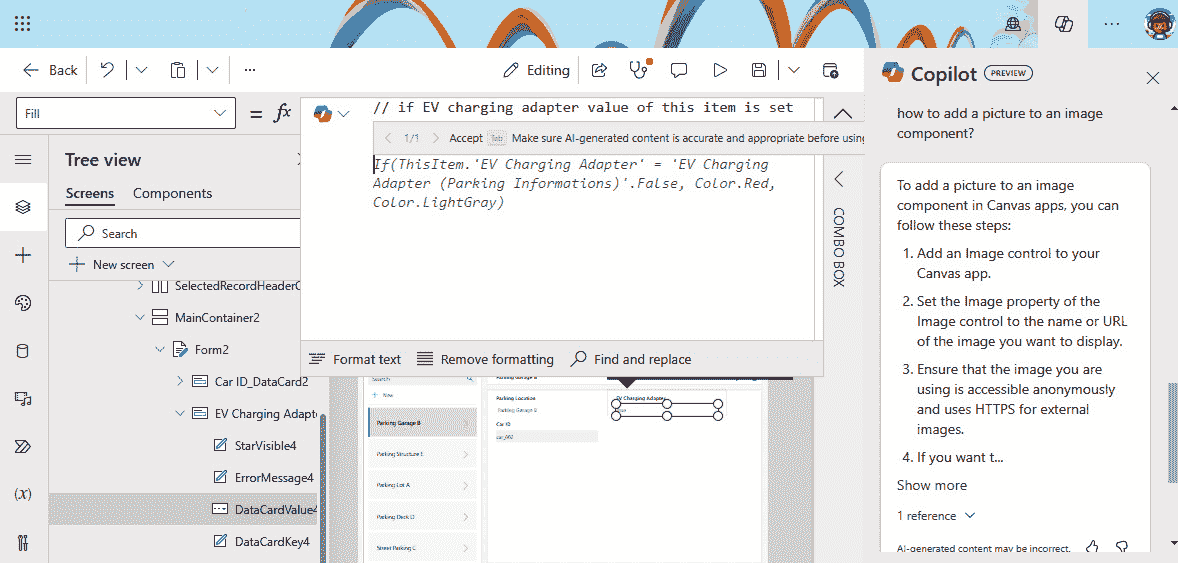 Back
Editing
Copilot PREVIEW
Fill
= fx
// if EV charging adapter value of this item is set
1/1 Accept Tab Make sure AI-generated content is accurate and appropriate before using
If(ThisItem.'EV Charging Adapter' = 'EV Charging
Adapter (Parking Informations)'.False, Color.Red,
Color.LightGray)
COMBO BOX
Format text
Remove formatting
Find and replace
Tree view
Screens
Components
Search
New screen
SelectedRecordHeaderC
MainContainer2
Form2
Car ID_DataCard2
EV Charging Adapt
StarVisible4
ErrorMessage4
DataCardValue4
DataCardKey4
(x)
Search
New
Parking Garage B
Parking Structure E
Parking Lot A
Parking Deck D
Street Parking C
Parking Location
Parking Garage B
Car ID
car_002
EV Charging Adapter
how to add a picture to an image
component?
To add a picture to an image
component in Canvas apps, you can
follow these steps:
1. Add an Image control to your
Canvas app.
2. Set the Image property of the
Image control to the name or URL
of the image you want to display.
3. Ensure that the image you are
using is accessible anonymously
and uses HTTPS for external
images.
4. If you want t...
Show more
1 reference
AI-generated content may be incorrect.